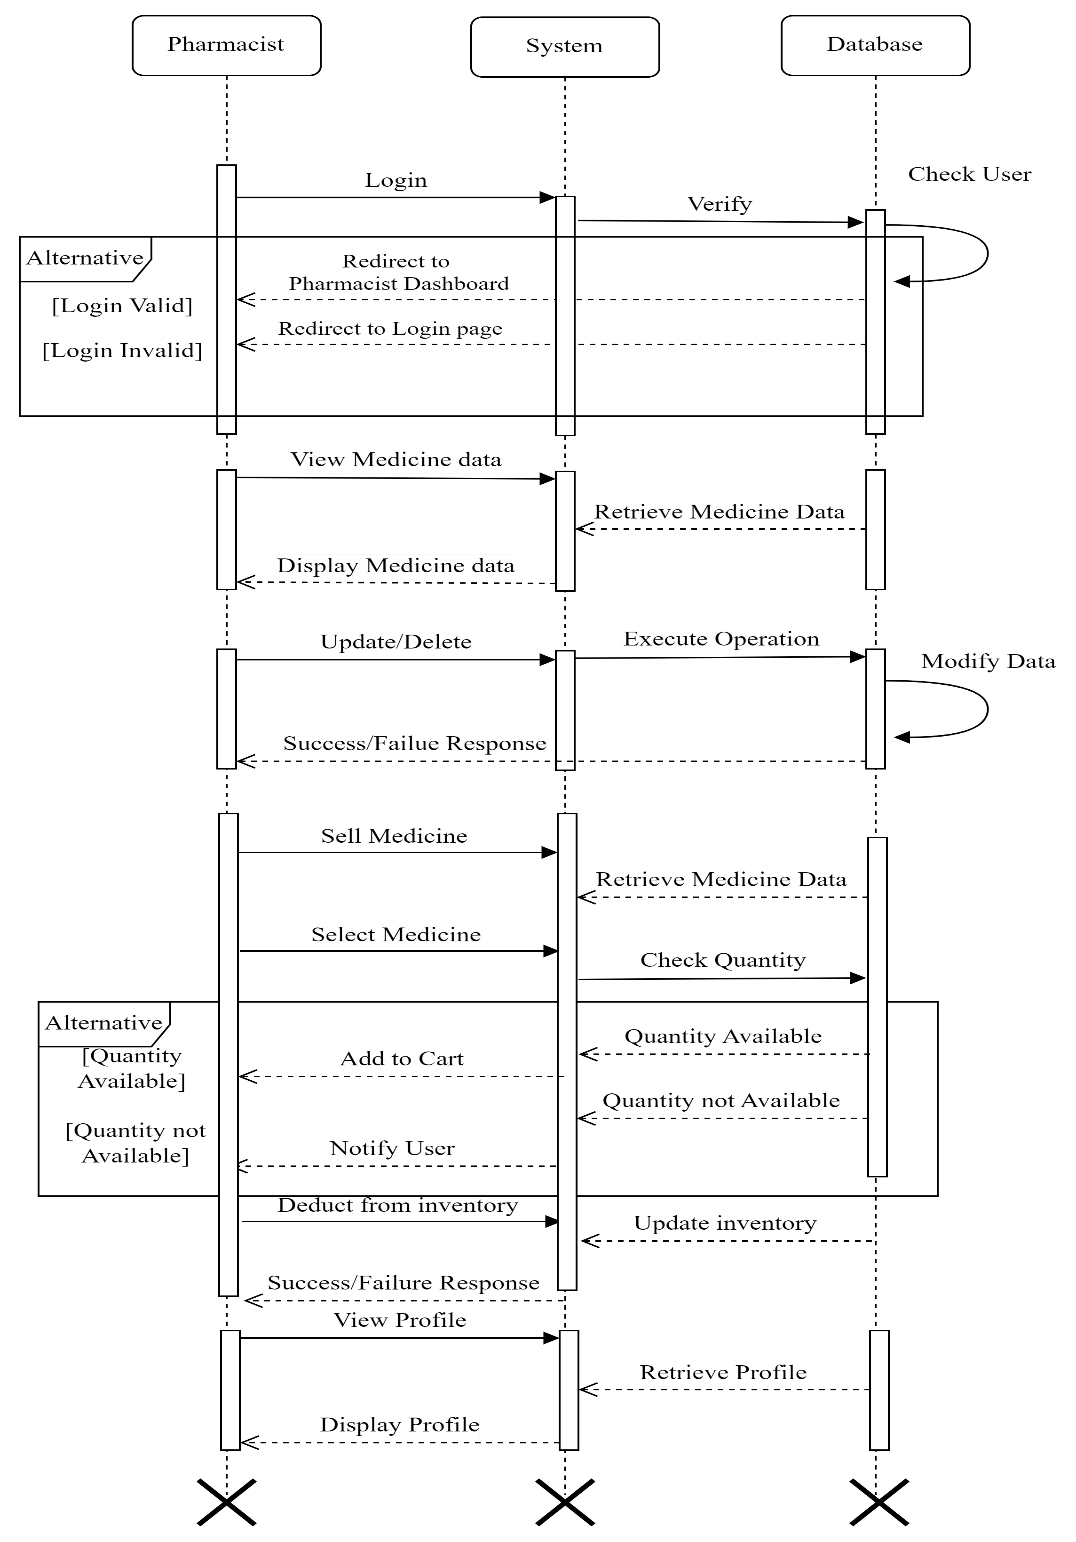 Pharmacist
System
Database
Check User
Login
Verify
Alternative
Redirect to
Pharmacist Dashboard
[Login Valid]
Redirect to Login page
[Login Invalid]
View Medicine data
Retrieve Medicine Data
Display Medicine data
Update/Delete
Execute Operation
Modify Data
Success/Failue Response
Sell Medicine
Retrieve Medicine Data
Select Medicine
Check Quantity
Alternative
Quantity Available
[Quantity
Available]
Add to Cart
Quantity not Available
[Quantity not
Available]
Notify User
Deduct from inventory
Update inventory
Success/Failure Response
View Profile
Retrieve Profile
Display Profile